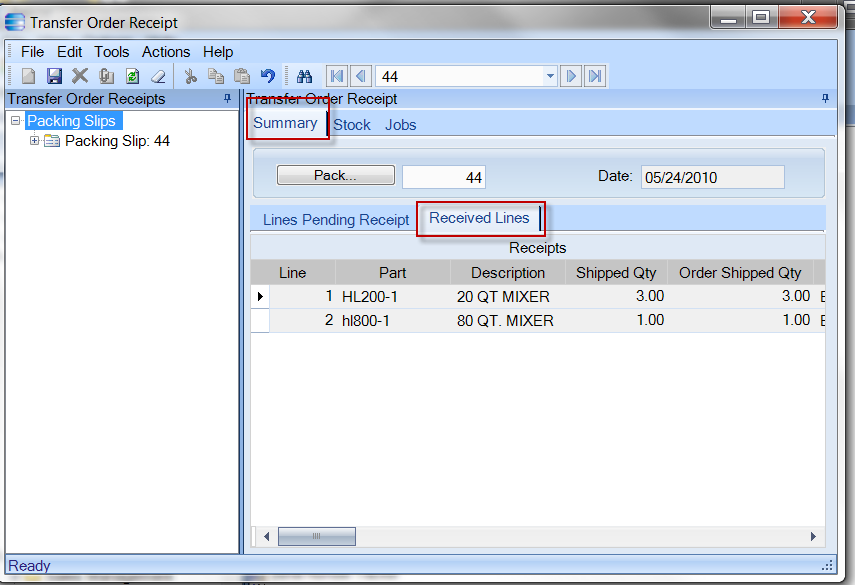 Transfer Order Receipt
File Edit Tools Actions Help
44
Transfer Order Receipts
Packing Slips
Packing Slip: 44
Transfer Order Receipt
Summary Stock Jobs
Pack... 44 Date: 05/24/2010
Lines Pending Receipt Received Lines
Receipts
Line Part Description Shipped Qty Order Shipped Qty
1 HL200-1 20 QT MIXER 3.00 3.00 E
2 hl800-1 80 QT. MIXER 1.00 1.00 E
Ready